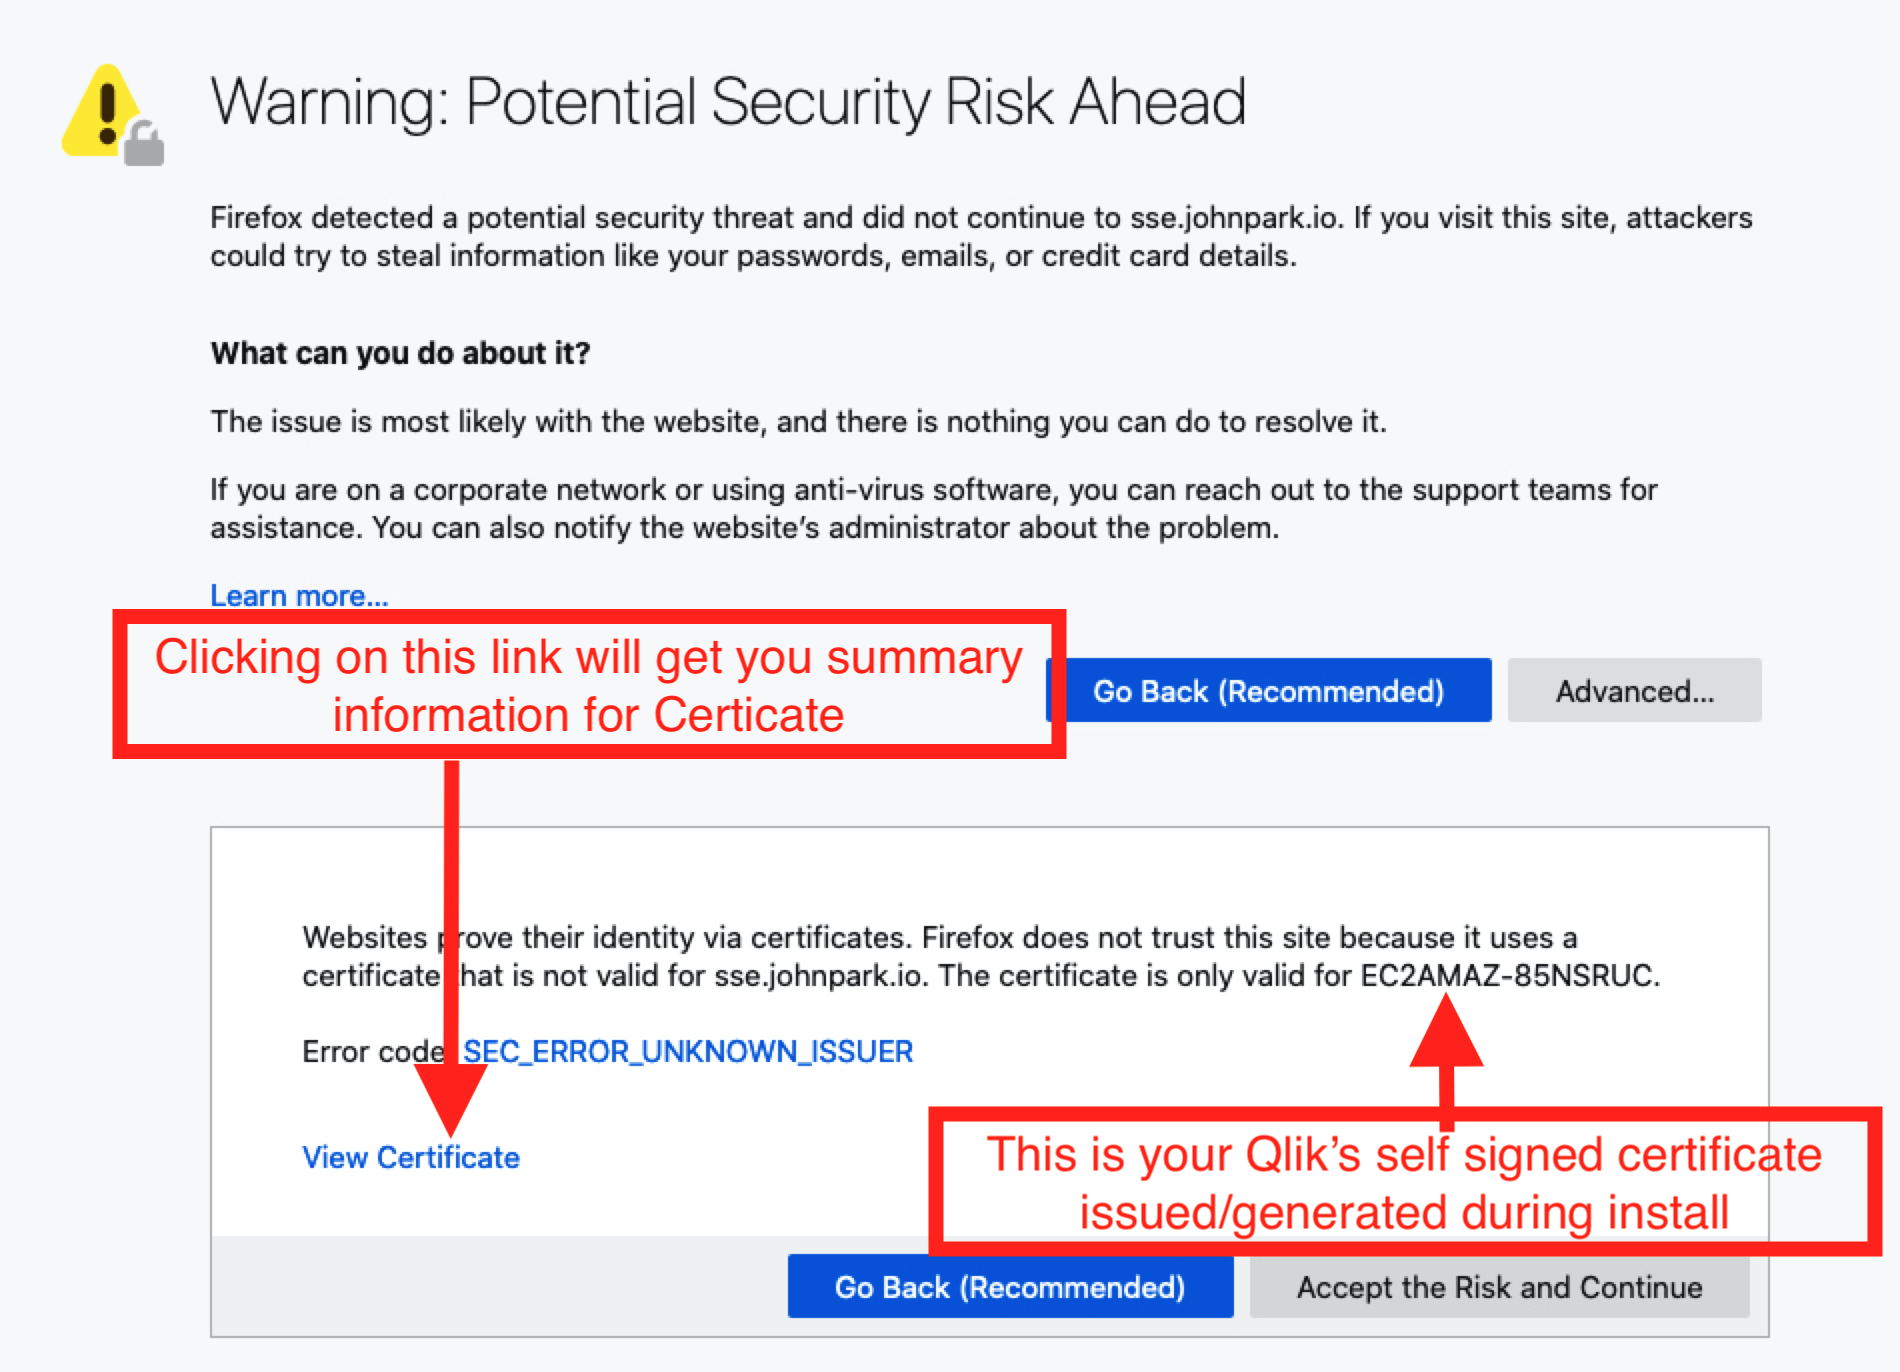 Warning: Potential Security Risk Ahead
Firefox detected a potential security threat and did not continue to sse.johnpark.io. If you visit this site, attackers
could try to steal information like your passwords, emails, or credit card details.
What can you do about it?
The issue is most likely with the website, and there is nothing you can do to resolve it.
If you are on a corporate network or using anti-virus software, you can reach out to the support teams for
assistance. You can also notify the website’s administrator about the problem.
Learn more...
Clicking on this link will get you summary
information for Certicate
Go Back (Recommended)
Advanced...
Websites prove their identity via certificates. Firefox does not trust this site because it uses a
certificate that is not valid for sse.johnpark.io. The certificate is only valid for EC2AMAZ-85NSRUC.
Error code: SEC_ERROR_UNKNOWN_ISSUER
View Certificate
This is your Qlik’s self signed certificate
issued/generated during install
Go Back (Recommended)
Accept the Risk and Continue